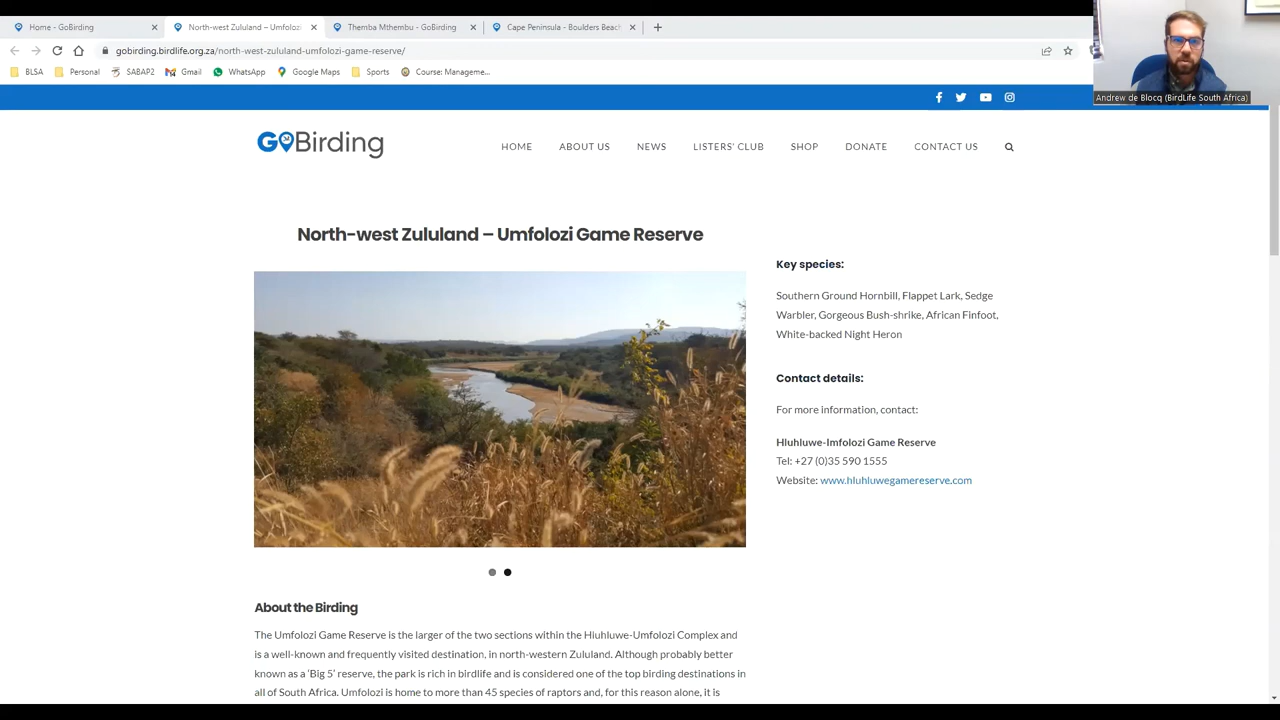 Home - GoBirding
North-west Zululand – Umfolozi
Themba Mthembu - GoBirding
Cape Peninsula - Boulders Beach
gobirding.birdlife.org.za/north-west-zululand-umfolozi-game-reserve/
BLSA
Personal
SABAP2
Gmail
WhatsApp
Google Maps
Sports
Course: Manageme...
Andrew de Blocq (BirdLife South Africa)
GOBirding
HOME
ABOUT US
NEWS
LISTERS' CLUB
SHOP
DONATE
CONTACT US
North-west Zululand – Umfolozi Game Reserve
Key species:
Southern Ground Hornbill, Flappet Lark, Sedge
Warbler, Gorgeous Bush-shrike, African Finfoot,
White-backed Night Heron
Contact details:
For more information, contact:
Hluhluwe-Imfolozi Game Reserve
Tel: +27 (0)35 590 1555
Website: www.hluhluwegamereserve.com
About the Birding
The Umfolozi Game Reserve is the larger of the two sections within the Hluhluwe-Umfolozi Complex and
is a well-known and frequently visited destination, in north-western Zululand. Although probably better
known as a 'Big 5' reserve, the park is rich in birdlife and is considered one of the top birding destinations in
all of South Africa. Umfolozi is home to more than 45 species of raptors and, for this reason alone, it is